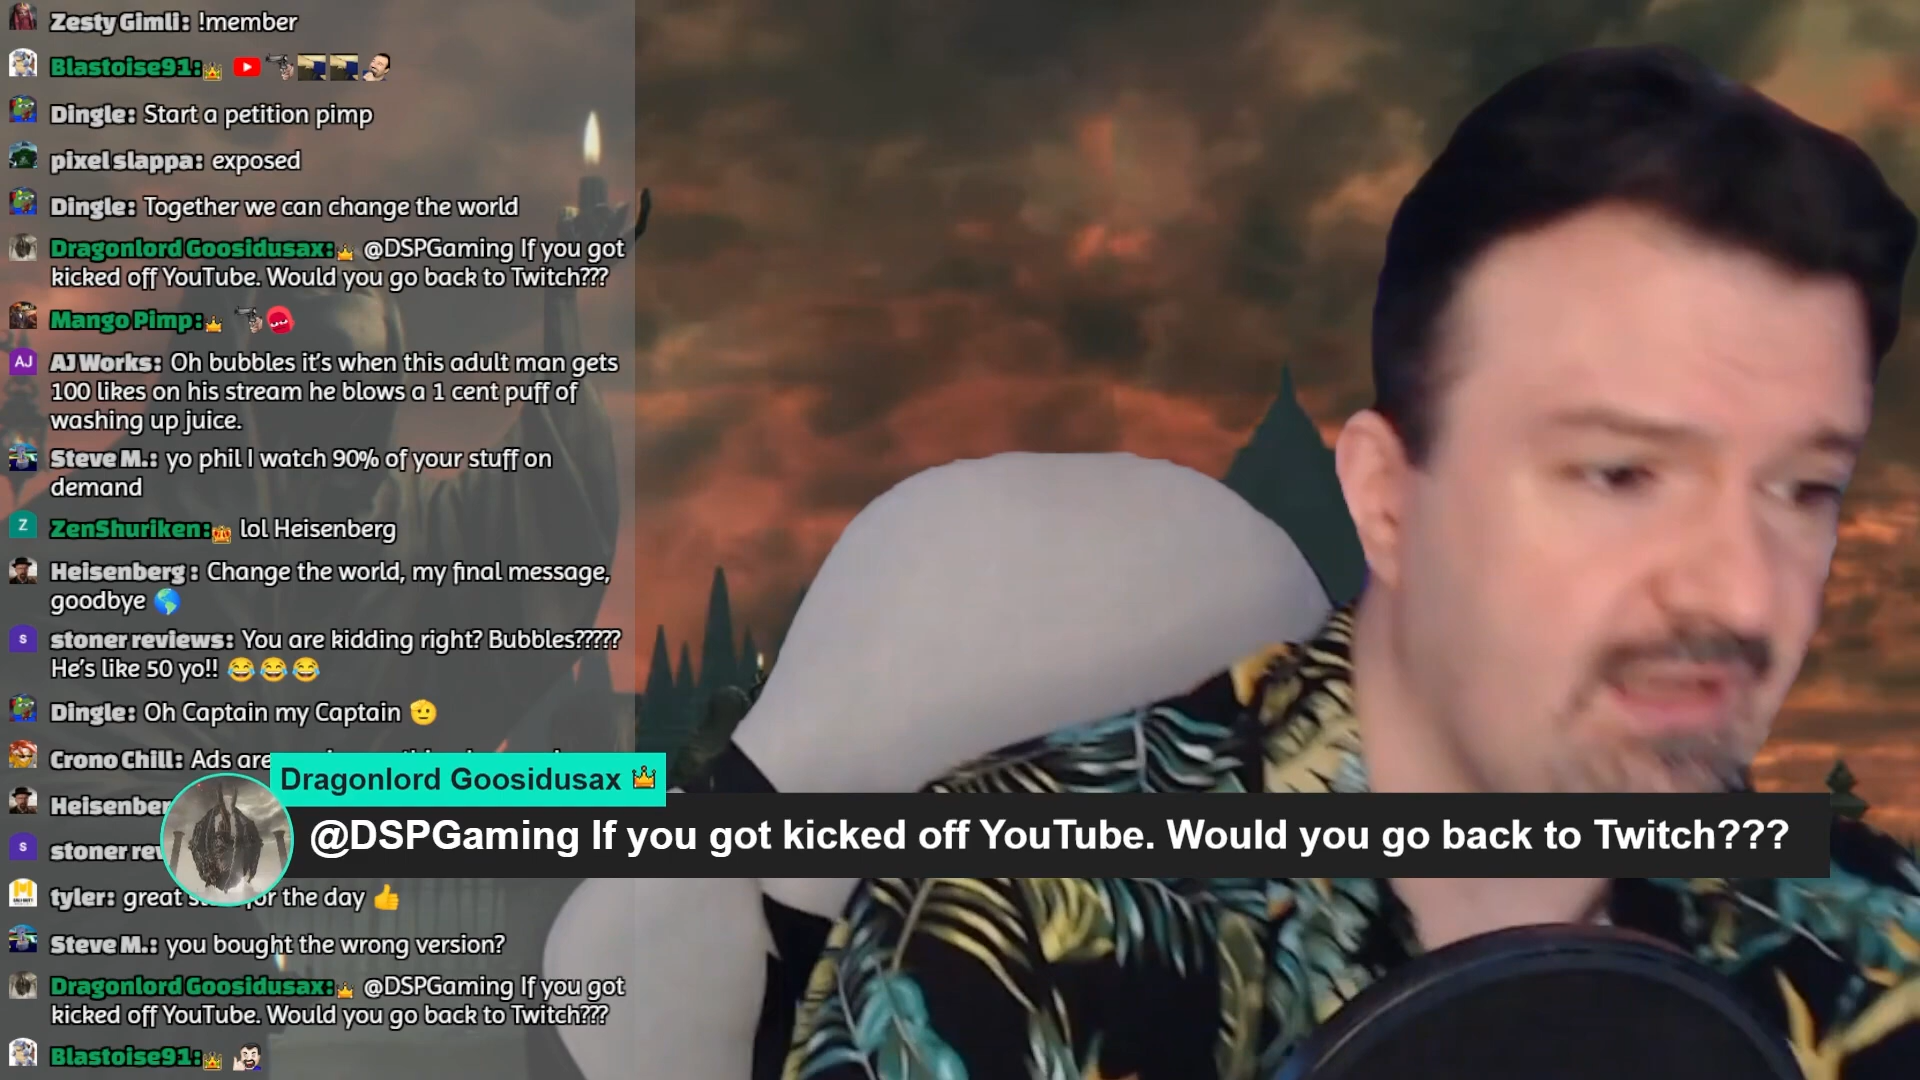 Zesty Gimli: !member
Blastoise91:
Dingle: Start a petition pimp
pixel slappa: exposed
Dingle: Together we can change the world
Dragonlord Goosidusax: @DSPGaming If you got
kicked off YouTube. Would you go back to Twitch???
Mango Pimp:
AJ
AJ Works: Oh bubbles it's when this adult man gets
100 likes on his stream he blows a 1 cent puff of
washing up juice.
Steve M.: yo phil I watch 90% of your stuff on
demand
Z
ZenShuriken: lol Heisenberg
Heisenberg: Change the world, my final message,
goodbye 🌎
S
stoner reviews: You are kidding right? Bubbles?????
He's like 50 yo!! 😂😂😂
Dingle: Oh Captain my Captain 🫡
Crono Chill: Ads are
Dragonlord Goosidusax 👑
@DSPGaming If you got kicked off YouTube. Would you go back to Twitch???
Heisenber
S
stoner rev
tyler: great for the day 👍
Steve M.: you bought the wrong version?
Dragonlord Goosidusax: @DSPGaming If you got
kicked off YouTube. Would you go back to Twitch???
Blastoise91: